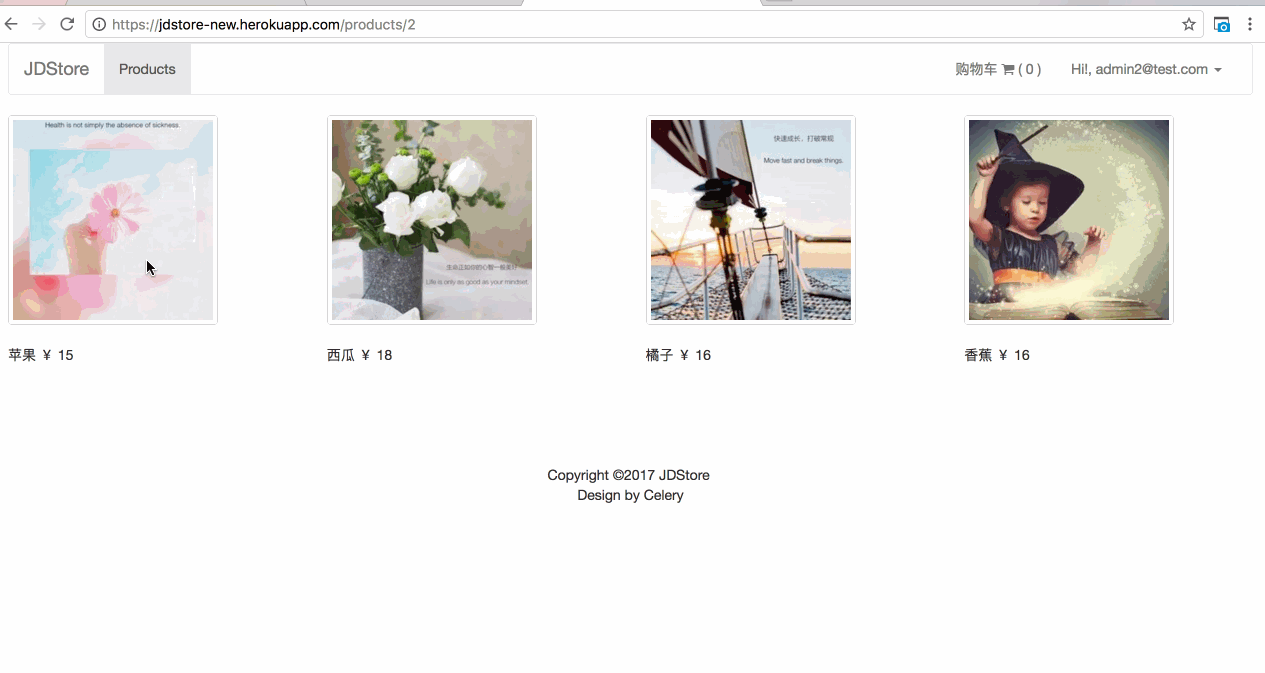 https://jdstore-new.herokuapp.com/products/2
JDStore Products 购物车 ( 0 ) Hi!, admin2@test.com
Health is not simply the absence of sickness.
生命正如你的心智一般美好
Life is only as good as your mindset.
快速成长，打破常规
Move fast and break things.
苹果 ￥ 15
西瓜 ￥ 18
橘子 ￥ 16
香蕉 ￥ 16
Copyright ©2017 JDStore
Design by Celery